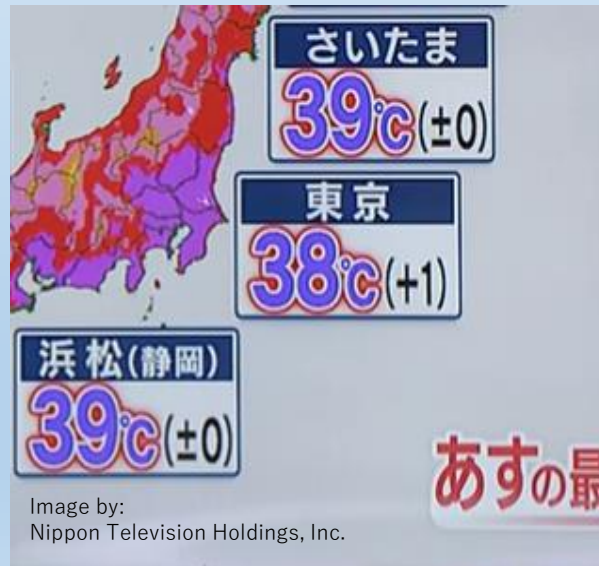 さいたま
39℃(±0)
東京
38℃(+1)
浜松(静岡)
39℃(±0)
あすの最
Image by:
Nippon Television Holdings, Inc.